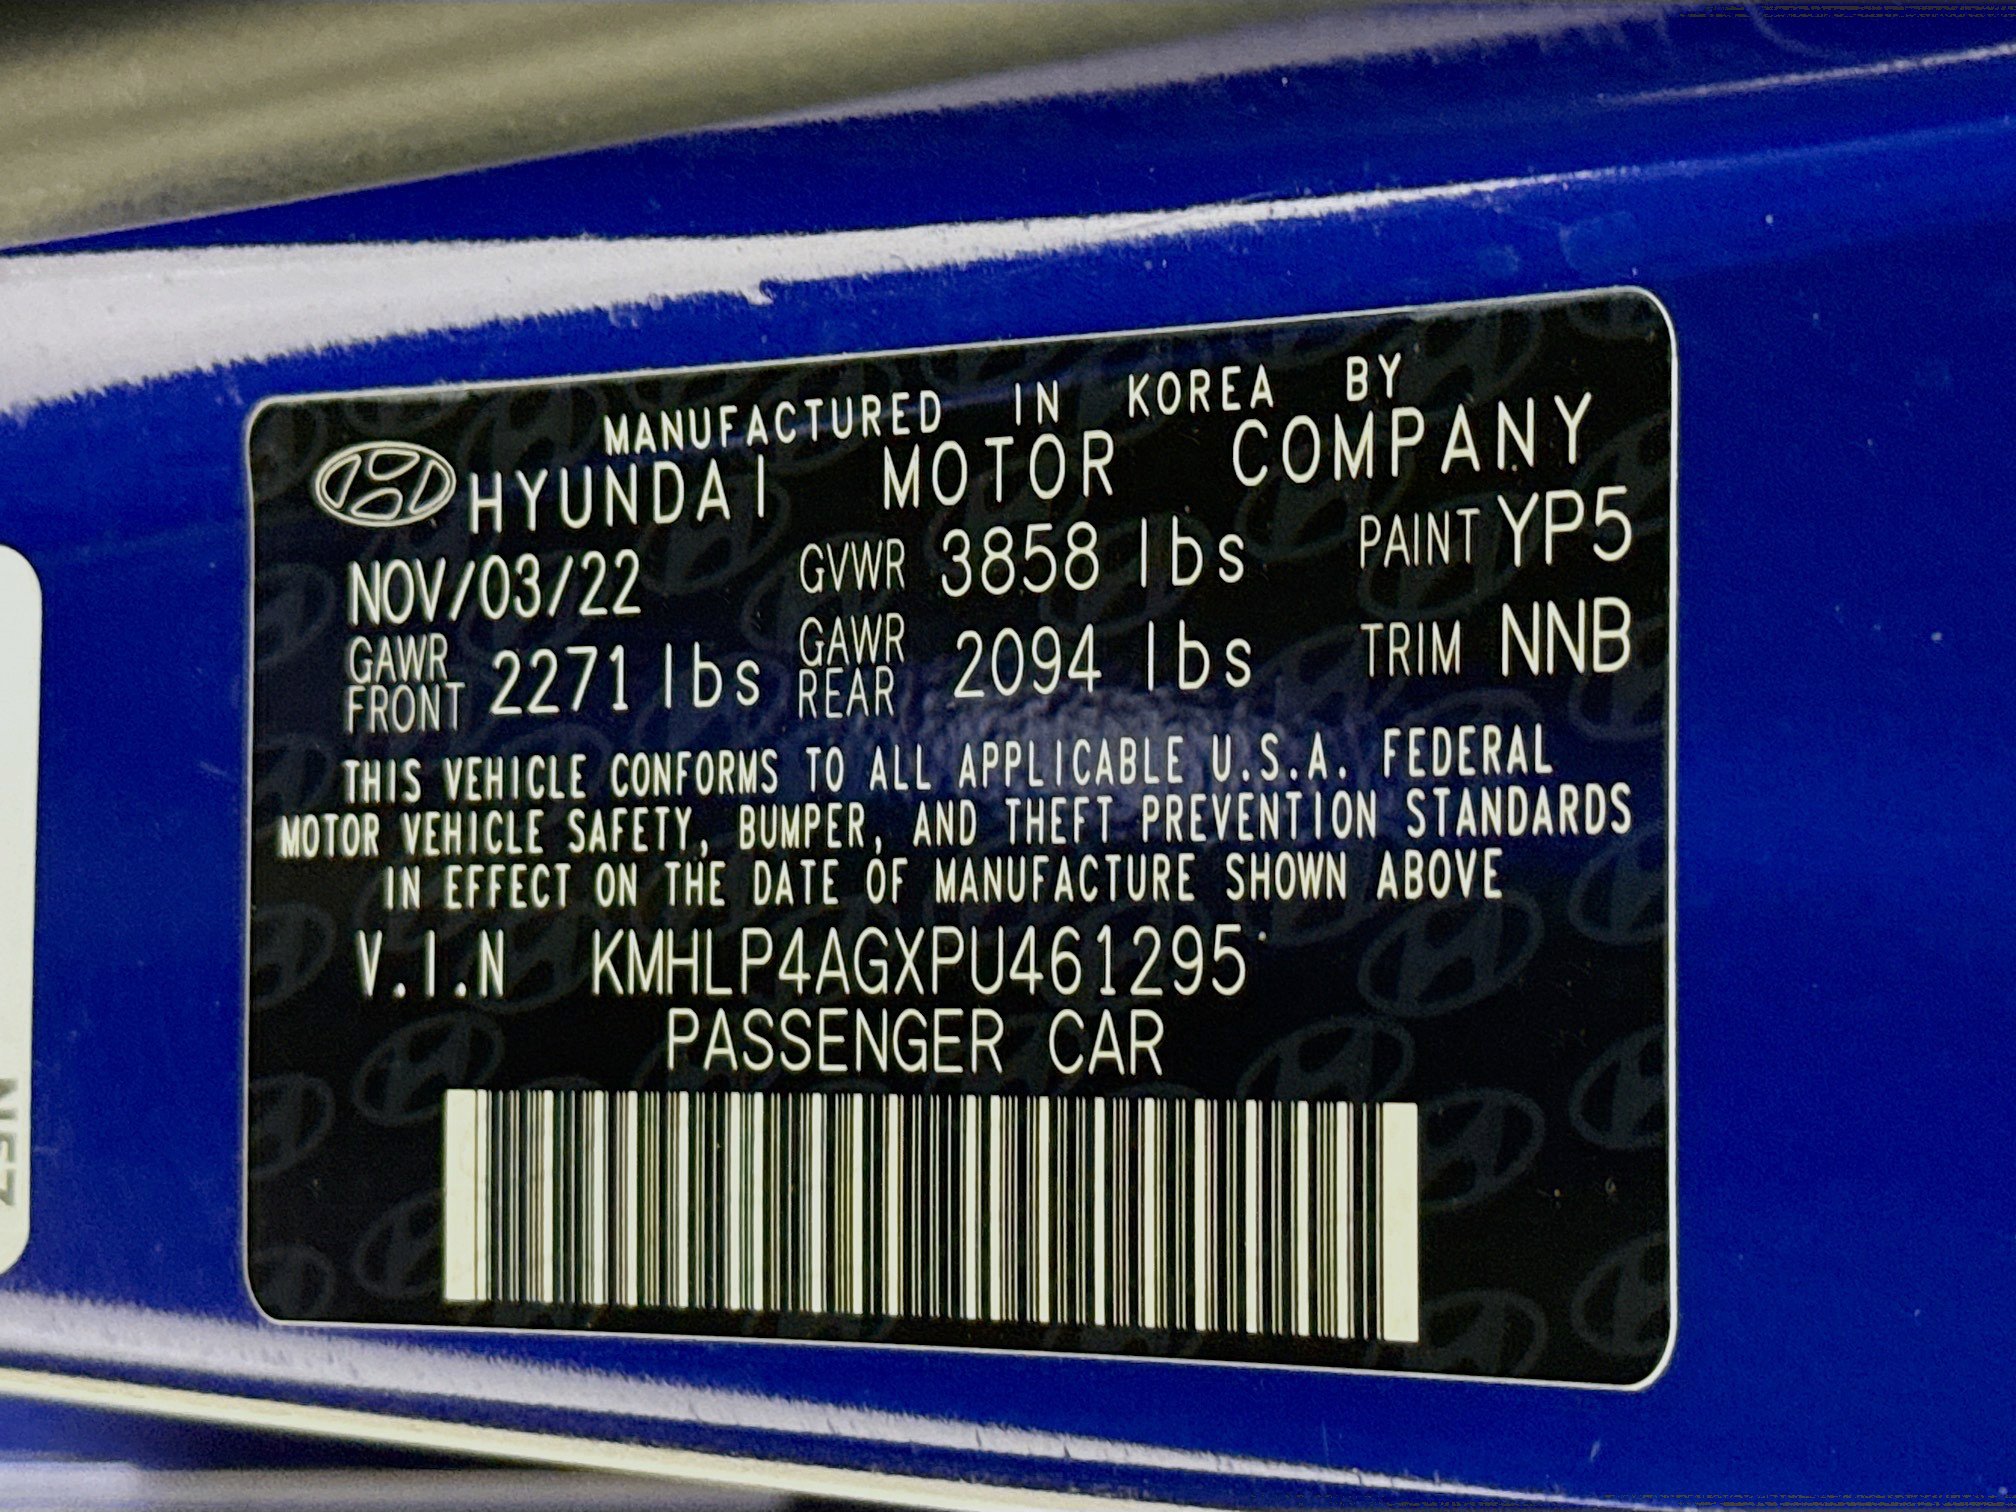 MANUFACTURED IN KOREA BY
HYUNDAI MOTOR COMPANY
NOV/03/22 GVWR 3858 lbs PAINT YP5
GAWR FRONT 2271 lbs GAWR REAR 2094 lbs TRIM NNB
THIS VEHICLE CONFORMS TO ALL APPLICABLE U.S.A. FEDERAL
MOTOR VEHICLE SAFETY, BUMPER, AND THEFT PREVENTION STANDARDS
IN EFFECT ON THE DATE OF MANUFACTURE SHOWN ABOVE
V.I.N KMHLP4AGXPU461295
PASSENGER CAR